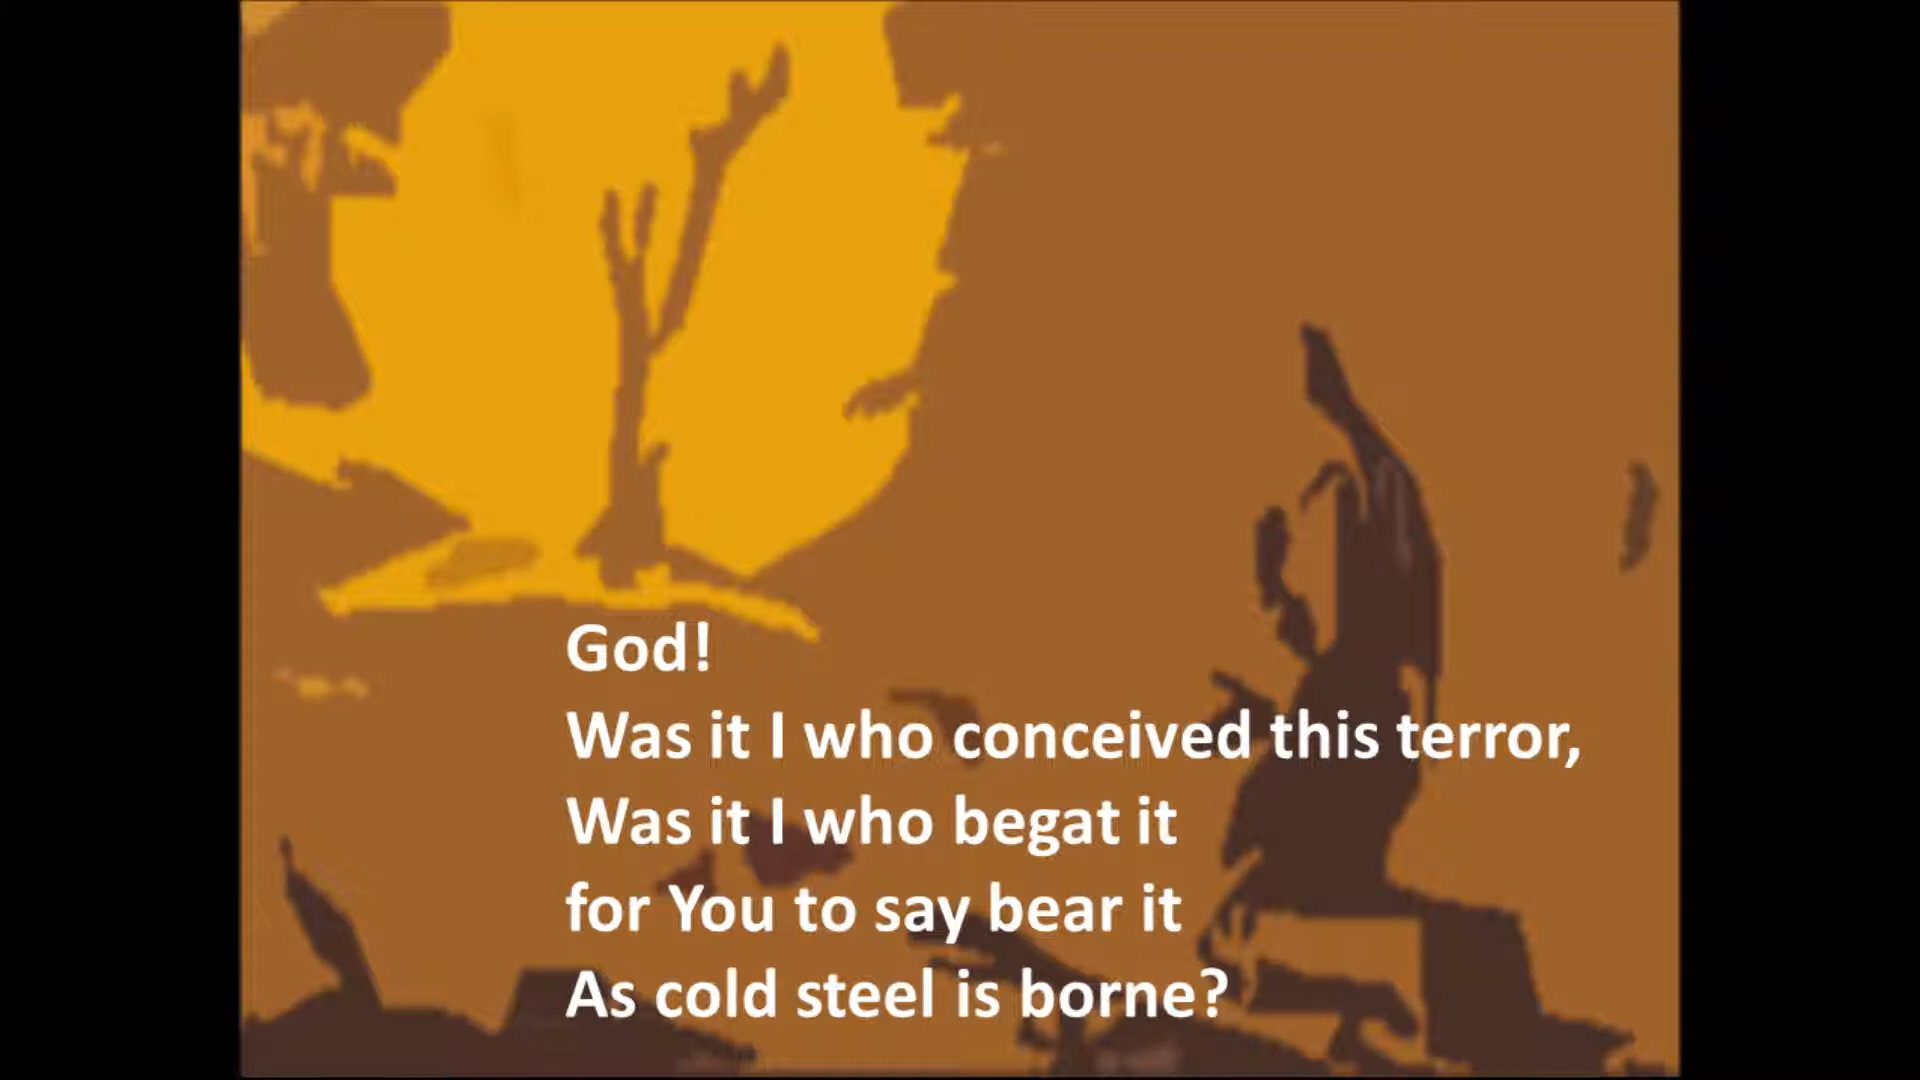 God!
Was it I who conceived this terror,
Was it I who begat it
for You to say bear it
As cold steel is borne?